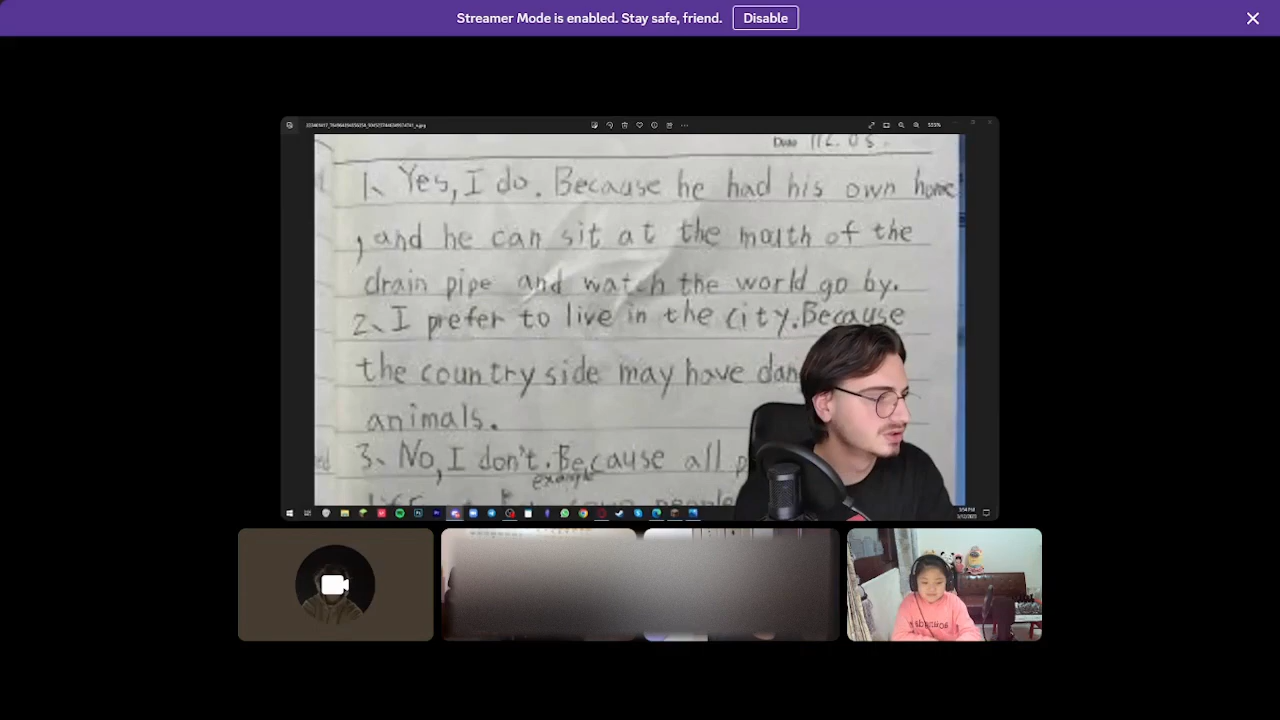 Streamer Mode is enabled. Stay safe, friend. Disable
Date 112. 05.
1、Yes, I do. Because he had his own home
, and he can sit at the mouth of the
drain pipe and watch the world go by.
2、I prefer to live in the city. Because
the country side may have dan
animals.
3、No, I don't. Because all p
example
people